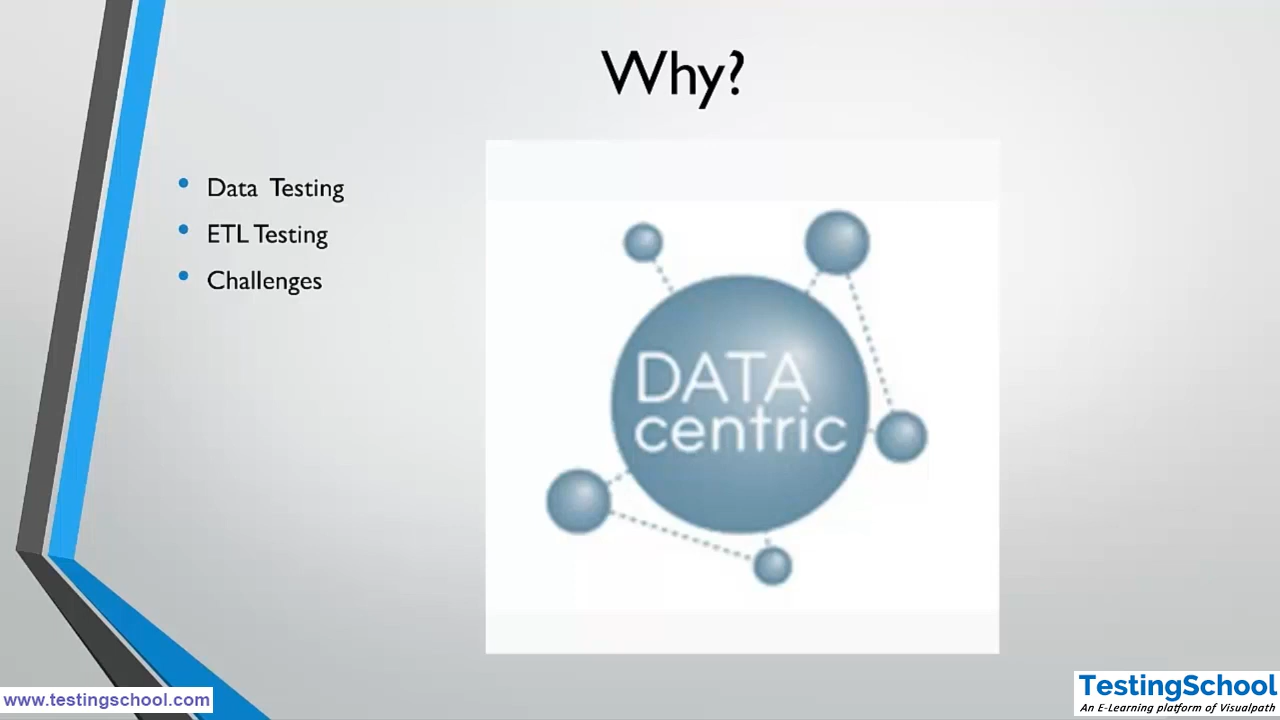 Why?
Data Testing
ETL Testing
Challenges
DATA
centric
www.testingschool.com
TestingSchool
An E-Learning platform of Visualpath